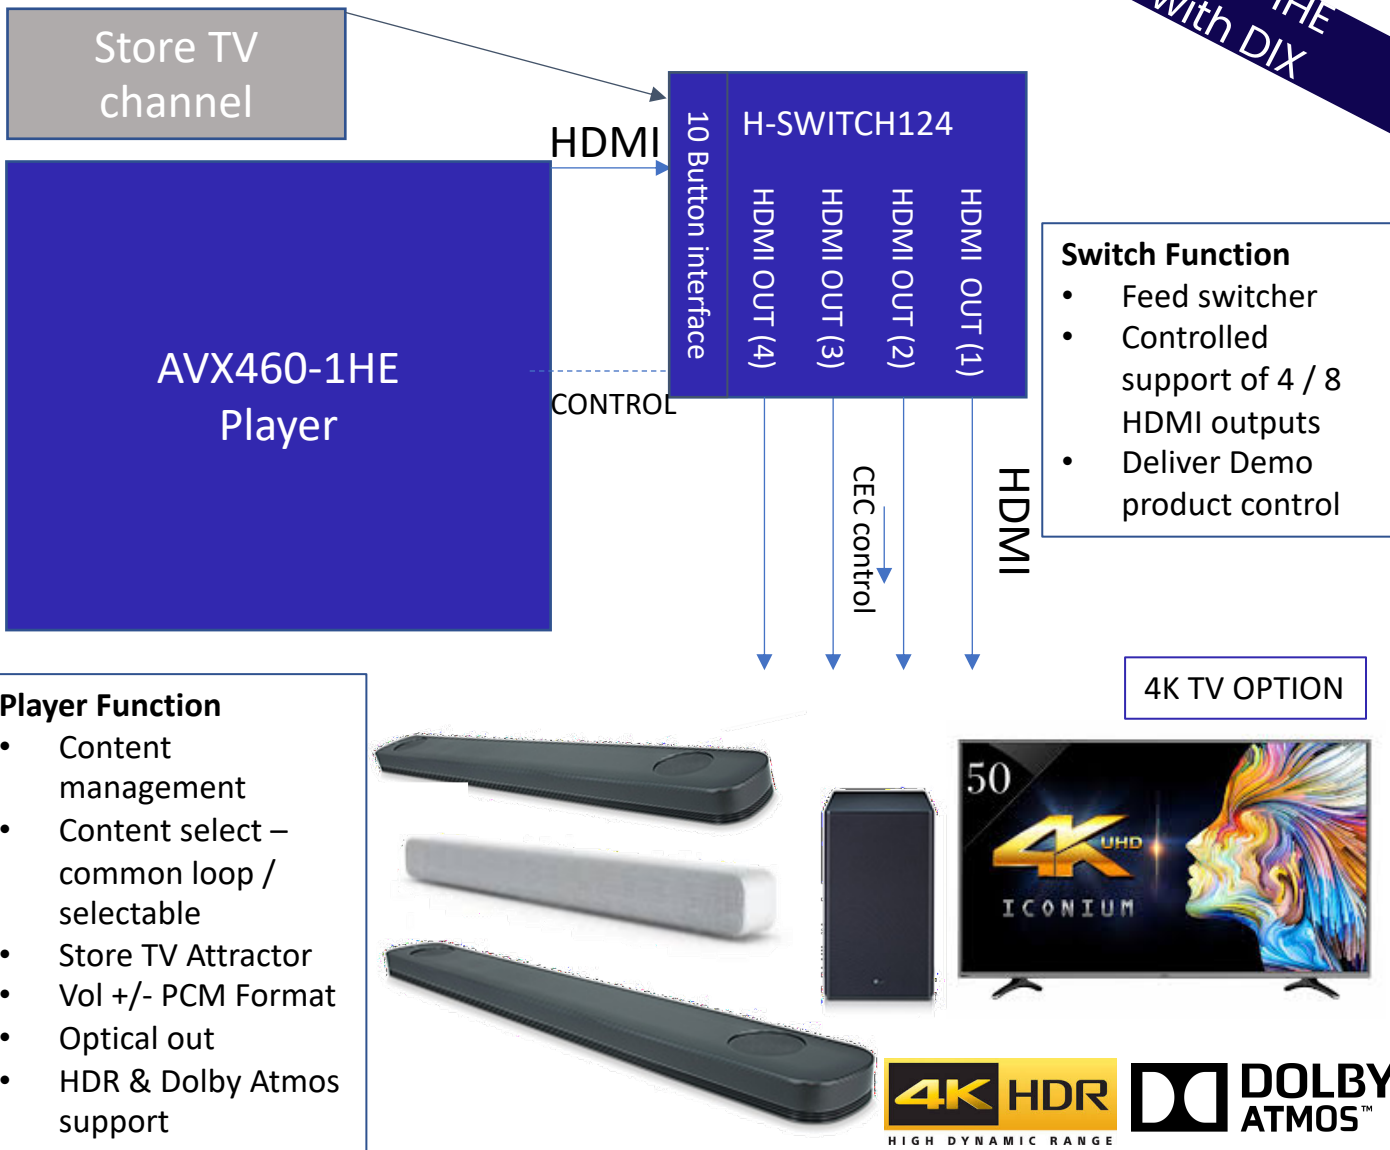 Store TV
channel
HE
with DIX
HDMI
10 Button interface
H-SWITCH124
HDMI OUT (4)
HDMI OUT (3)
HDMI OUT (2)
HDMI OUT (1)
AVX460-1HE
Player
CONTROL
CEC control
HDMI
Switch Function
• Feed switcher
• Controlled
support of 4 / 8
HDMI outputs
• Deliver Demo
product control
4K TV OPTION
Player Function
• Content
management
• Content select –
common loop /
selectable
• Store TV Attractor
• Vol +/- PCM Format
• Optical out
• HDR & Dolby Atmos
support
50
4K UHD
ICONIUM
4K HDR
HIGH DYNAMIC RANGE
DOLBY
ATMOS™